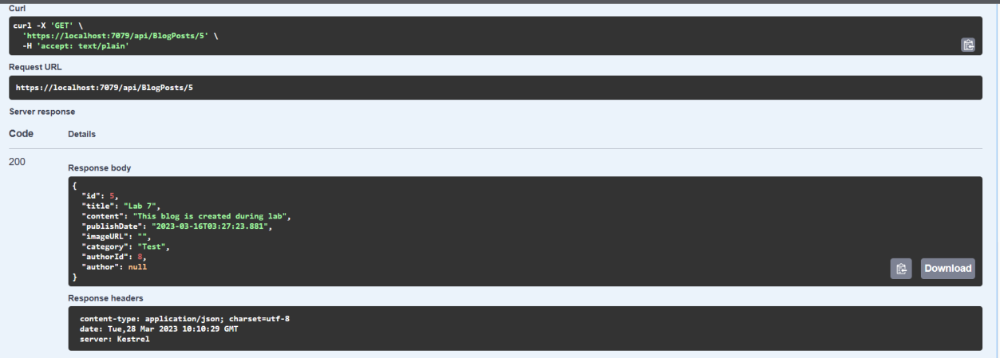 Curl
curl -X 'GET' \
  'https://localhost:7079/api/BlogPosts/5' \
  -H 'accept: text/plain'
Request URL
https://localhost:7079/api/BlogPosts/5
Server response
Code Details
200
Response body
{
  "id": 5,
  "title": "Lab 7",
  "content": "This blog is created during lab",
  "publishDate": "2023-03-16T03:27:23.881",
  "imageURL": "",
  "category": "Test",
  "authorId": 8,
  "author": null
}
Download
Response headers
content-type: application/json; charset=utf-8
date: Tue,28 Mar 2023 10:10:29 GMT
server: Kestrel